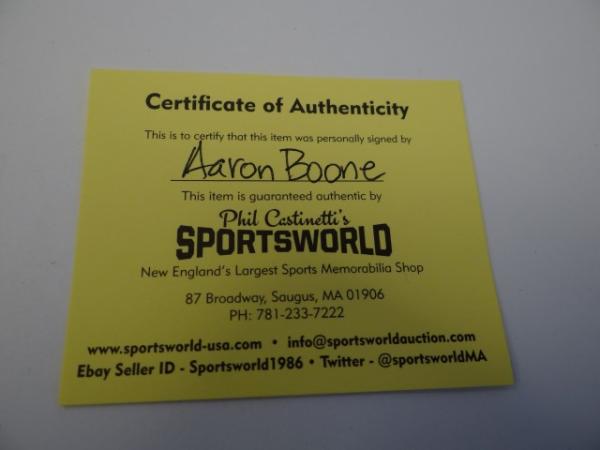 Certificate of Authenticity
This is to certify that this item was personally signed by
Aaron Boone
This item is guaranteed authentic by
Phil Castinetti's
SPORTSWORLD
New England's Largest Sports Memorabilia Shop
87 Broadway, Saugus, MA 01906
PH: 781-233-7222
www.sportsworld-usa.com • info@sportsworldauction.com
Ebay Seller ID - Sportsworld1986 • Twitter - @sportsworldMA